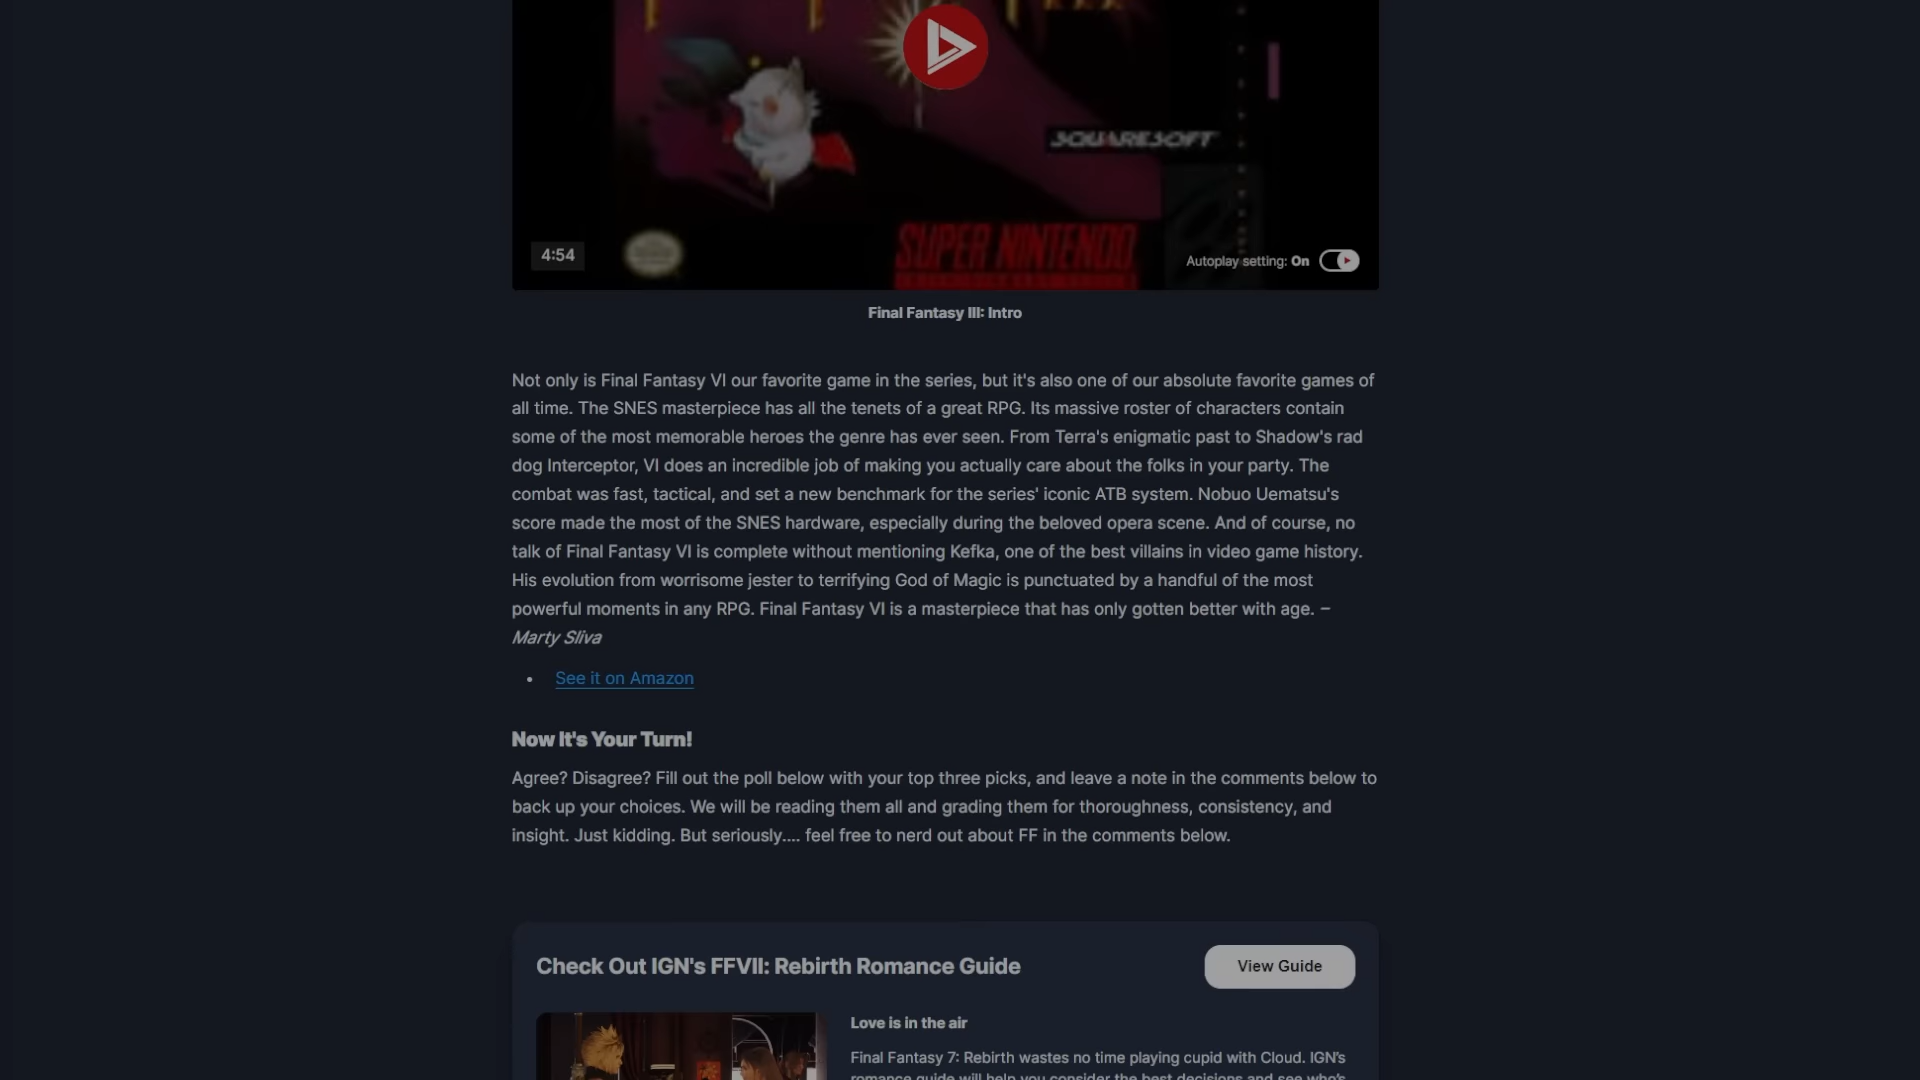 SQUARESOFT
SUPER NINTENDO
4:54
Autoplay setting: On
Final Fantasy III: Intro
Not only is Final Fantasy VI our favorite game in the series, but it's also one of our absolute favorite games of
all time. The SNES masterpiece has all the tenets of a great RPG. Its massive roster of characters contain
some of the most memorable heroes the genre has ever seen. From Terra's enigmatic past to Shadow's rad
dog Interceptor, VI does an incredible job of making you actually care about the folks in your party. The
combat was fast, tactical, and set a new benchmark for the series' iconic ATB system. Nobuo Uematsu's
score made the most of the SNES hardware, especially during the beloved opera scene. And of course, no
talk of Final Fantasy VI is complete without mentioning Kefka, one of the best villains in video game history.
His evolution from worrisome jester to terrifying God of Magic is punctuated by a handful of the most
powerful moments in any RPG. Final Fantasy VI is a masterpiece that has only gotten better with age. –
Marty Sliva
• See it on Amazon
Now It's Your Turn!
Agree? Disagree? Fill out the poll below with your top three picks, and leave a note in the comments below to
back up your choices. We will be reading them all and grading them for thoroughness, consistency, and
insight. Just kidding. But seriously.... feel free to nerd out about FF in the comments below.
Check Out IGN's FFVII: Rebirth Romance Guide
View Guide
Love is in the air
Final Fantasy 7: Rebirth wastes no time playing cupid with Cloud. IGN's
romance guide will help you consider the best decisions and see who's